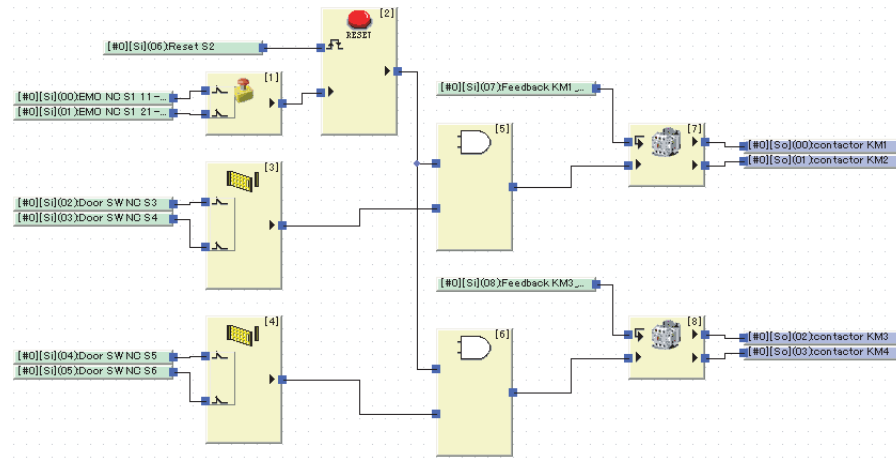 [2]
RESET
[#0][Si](06):Reset S2
[1]
[#0][Si](00):EMO NC S1 11-...
[#0][Si](01):EMO NC S1 21-...
[#0][Si](07):Feedback KM1_...
[5]
[7]
[#0][So](00):contactor KM1
[#0][So](01):contactor KM2
[3]
[#0][Si](02):Door SW NC S3
[#0][Si](03):Door SW NC S4
[#0][Si](08):Feedback KM3_...
[4]
[6]
[8]
[#0][So](02):contactor KM3
[#0][So](03):contactor KM4
[#0][Si](04):Door SW NC S5
[#0][Si](05):Door SW NC S6